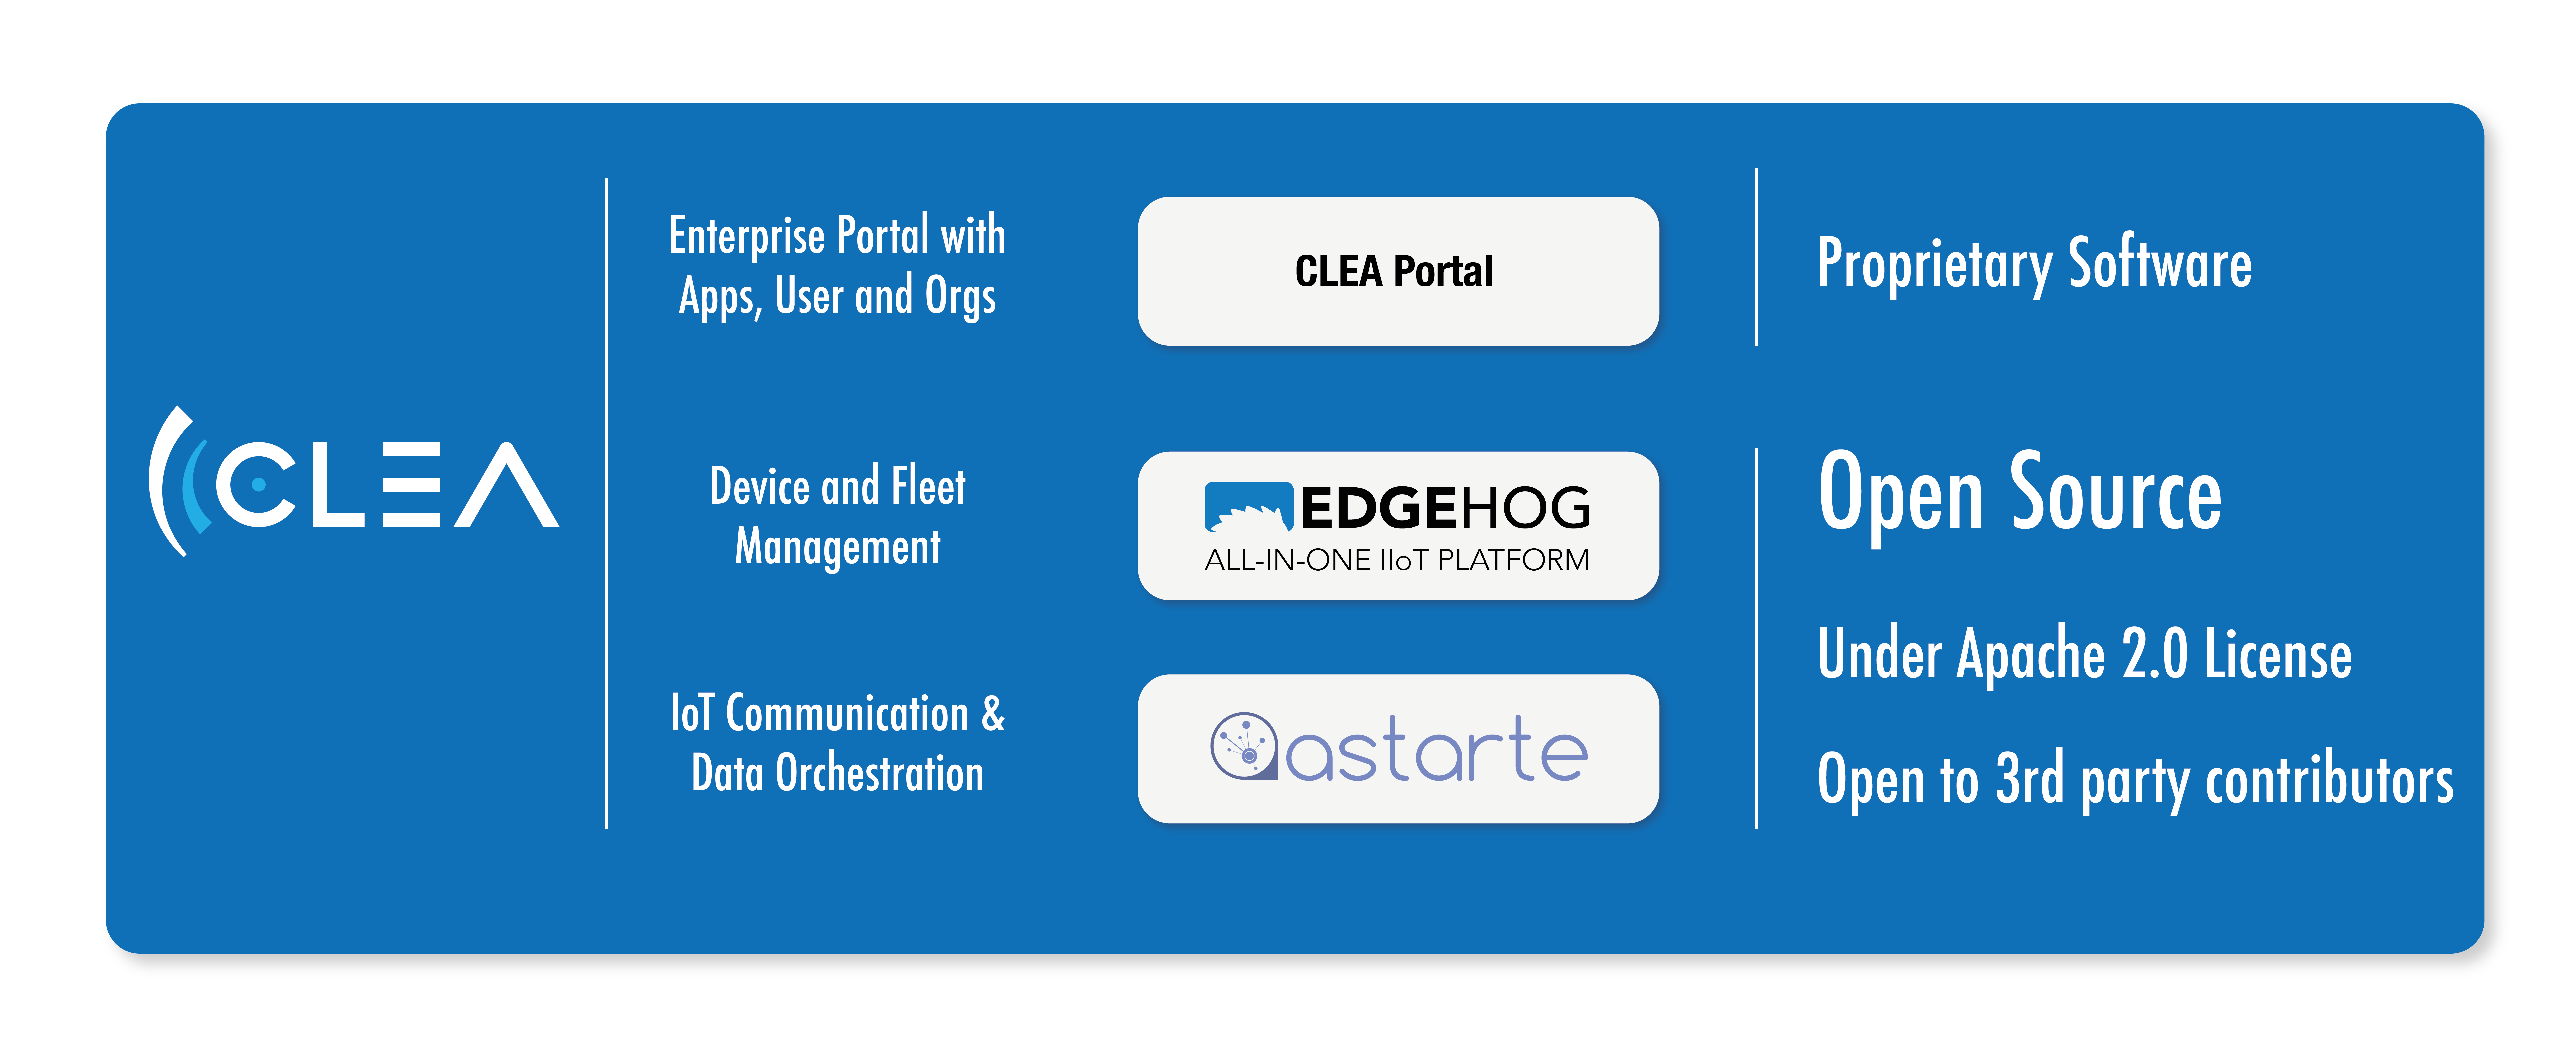 CLEA
Enterprise Portal with
Apps, User and Orgs
CLEA Portal
Proprietary Software
Device and Fleet
Management
EDGEHOG
ALL-IN-ONE IIoT PLATFORM
Open Source
Under Apache 2.0 License
IoT Communication &
Data Orchestration
astarte
Open to 3rd party contributors